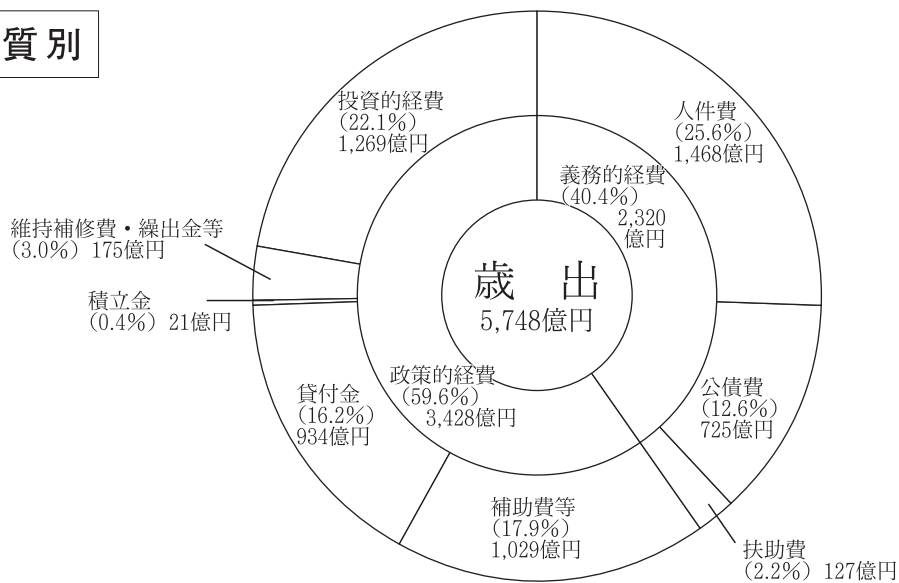 質別
投資的経費
(22.1%)
1,269億円
人件費
(25.6%)
1,468億円
義務的経費
(40.4%)
2,320
億円
維持補修費・繰出金等
(3.0%) 175億円
歳 出
5,748億円
積立金
(0.4%) 21億円
政策的経費
(59.6%)
3,428億円
貸付金
(16.2%)
934億円
公債費
(12.6%)
725億円
補助費等
(17.9%)
1,029億円
扶助費
(2.2%) 127億円